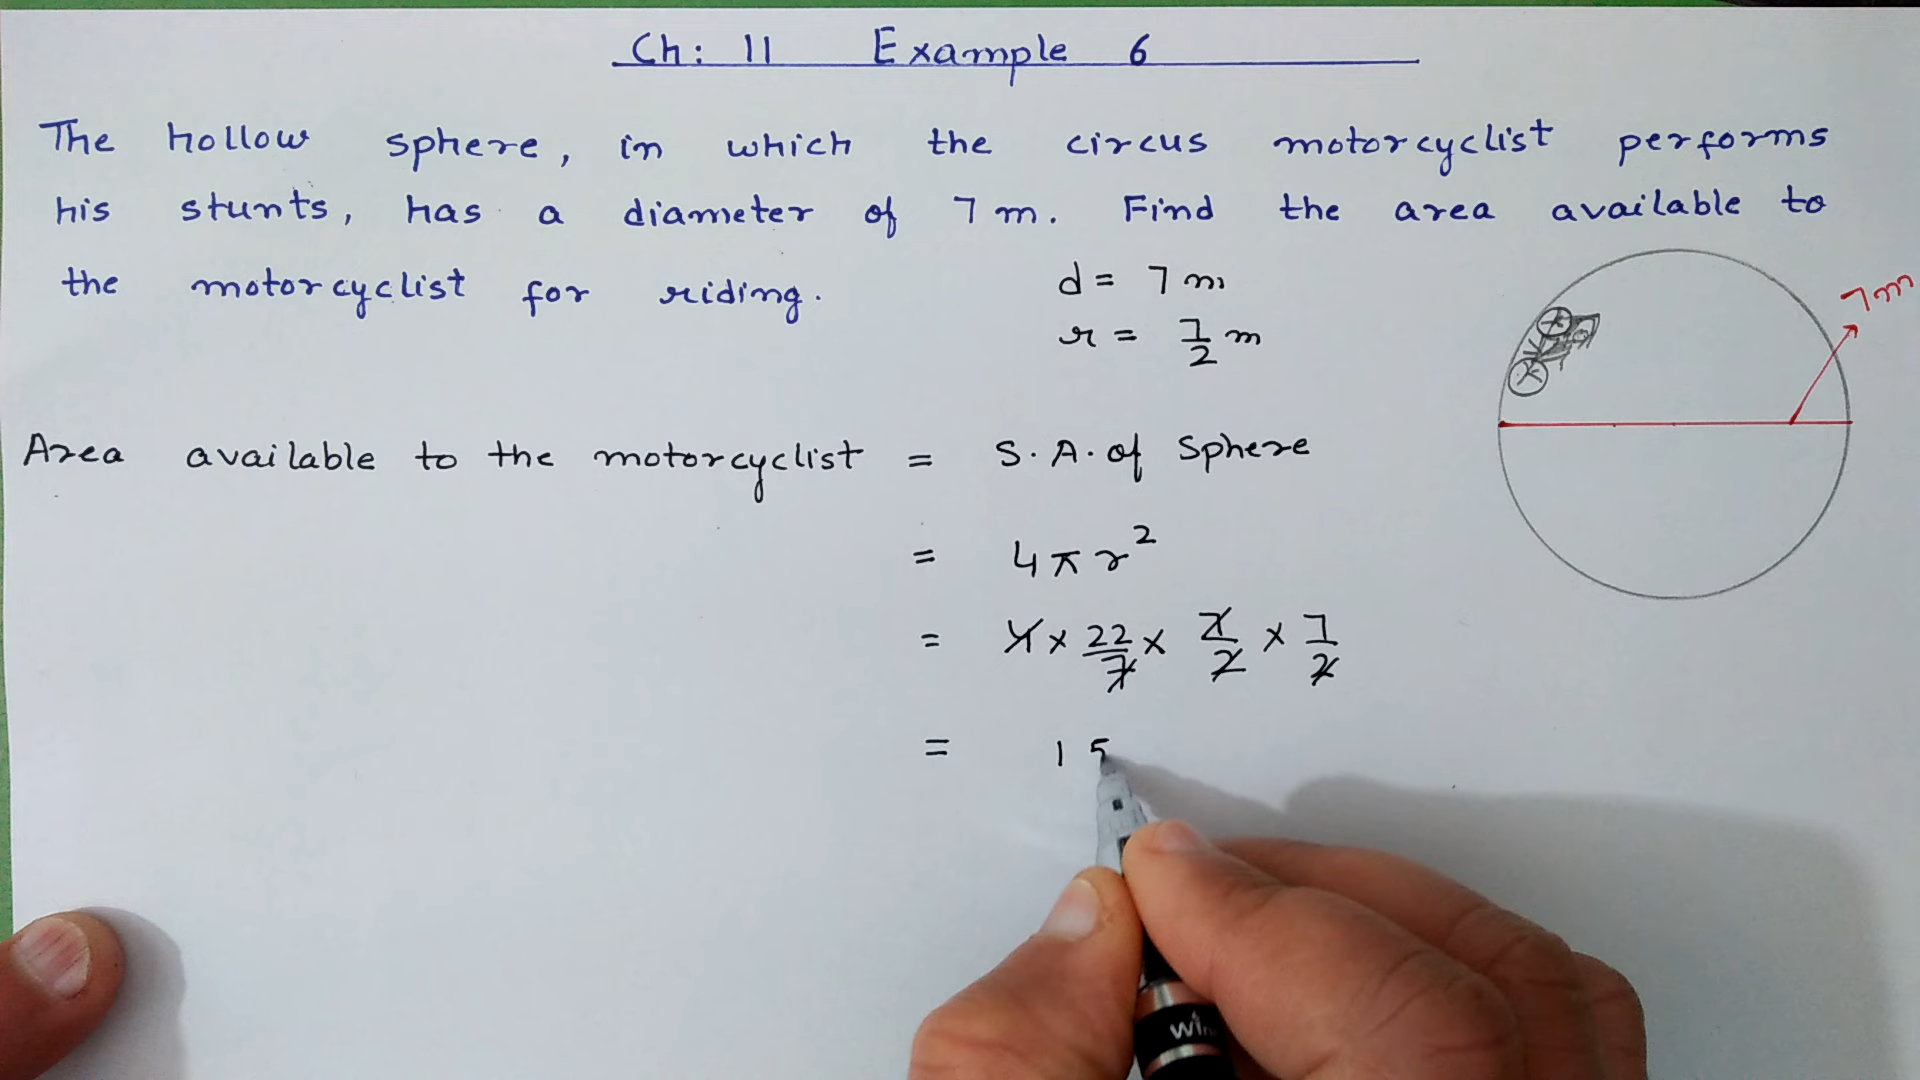 Ch: 11 Example 6
The hollow sphere, in which the circus motorcyclist performs
his stunts, has a diameter of 7 m. Find the area available to
the motorcyclist for riding.
d = 7 m
r = 7/2 m
7m
Area available to the motorcyclist = S.A. of Sphere
= 4πr²
= 4 × 22/7 × 7/2 × 7/2
= 15